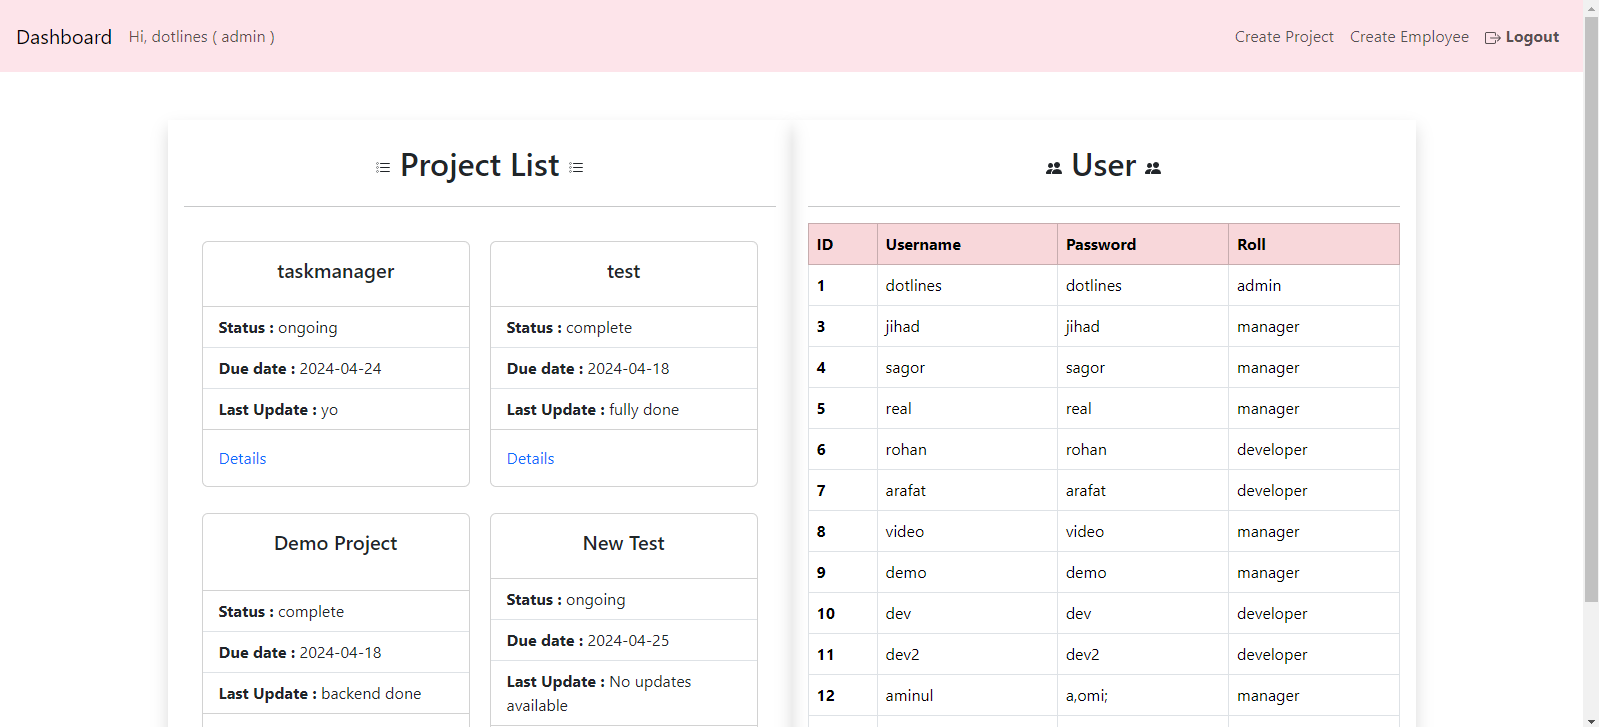 Dashboard Hi, dotlines ( admin ) Create Project Create Employee Logout
Project List
taskmanager
Status : ongoing
Due date : 2024-04-24
Last Update : yo
Details
test
Status : complete
Due date : 2024-04-18
Last Update : fully done
Details
Demo Project
Status : complete
Due date : 2024-04-18
Last Update : backend done
New Test
Status : ongoing
Due date : 2024-04-25
Last Update : No updates
available
User
ID Username Password Roll
1 dotlines dotlines admin
3 jihad jihad manager
4 sagor sagor manager
5 real real manager
6 rohan rohan developer
7 arafat arafat developer
8 video video manager
9 demo demo manager
10 dev dev developer
11 dev2 dev2 developer
12 aminul a,omi; manager